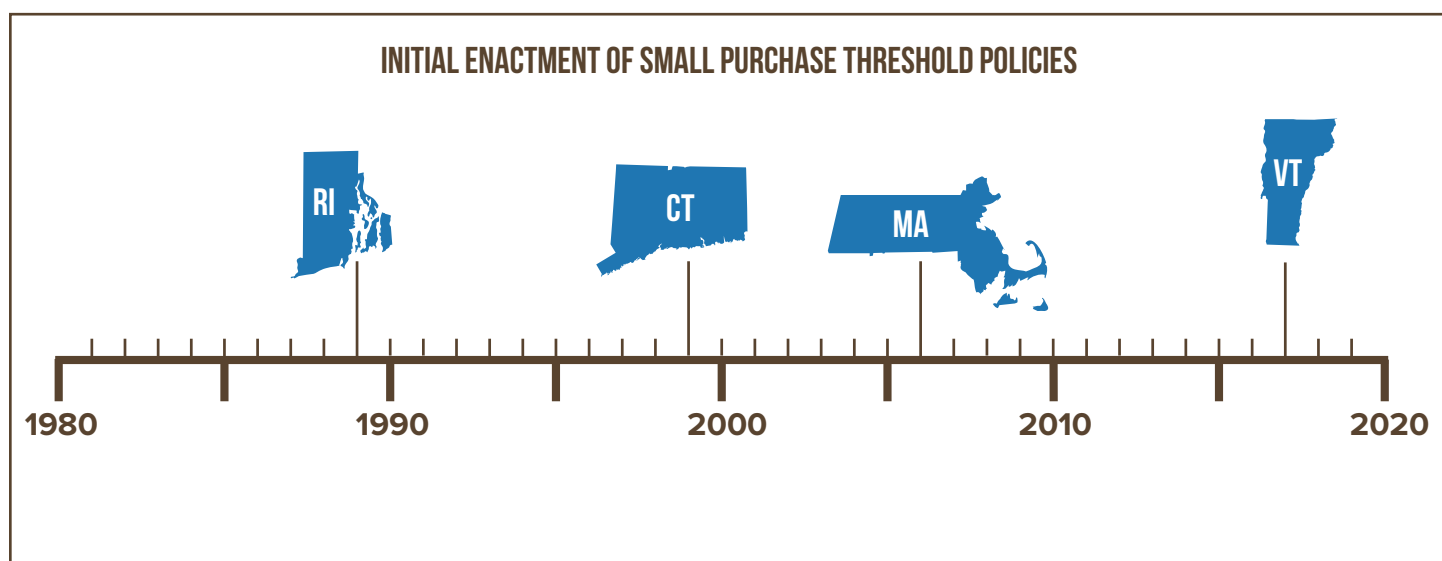 INITIAL ENACTMENT OF SMALL PURCHASE THRESHOLD POLICIES
RI
CT
MA
VT
1980
1990
2000
2010
2020